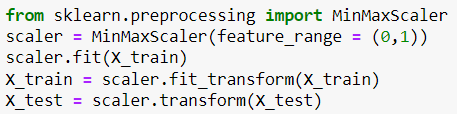 from sklearn.preprocessing import MinMaxScaler
scaler = MinMaxScaler(feature_range = (0,1))
scaler.fit(X_train)
X_train = scaler.fit_transform(X_train)
X_test = scaler.transform(X_test)